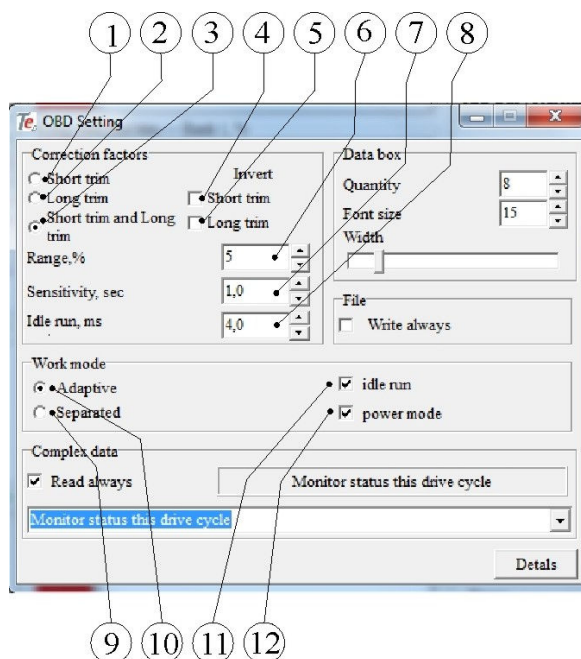 1 2 3 4 5 6 7 8
OBD Setting
Correction factors
Short trim
Long trim
Short trim and Long
trim
Invert
Short trim
Long trim
Range,% 5
Sensitivity, sec 1,0
Idle run, ms 4,0
Data box
Quantity 8
Font size 15
Width
File
Write always
Work mode
Adaptive
Separated
idle run
power mode
Complex data
Read always
Monitor status this drive cycle
Monitor status this drive cycle
Detals
9 10 11 12